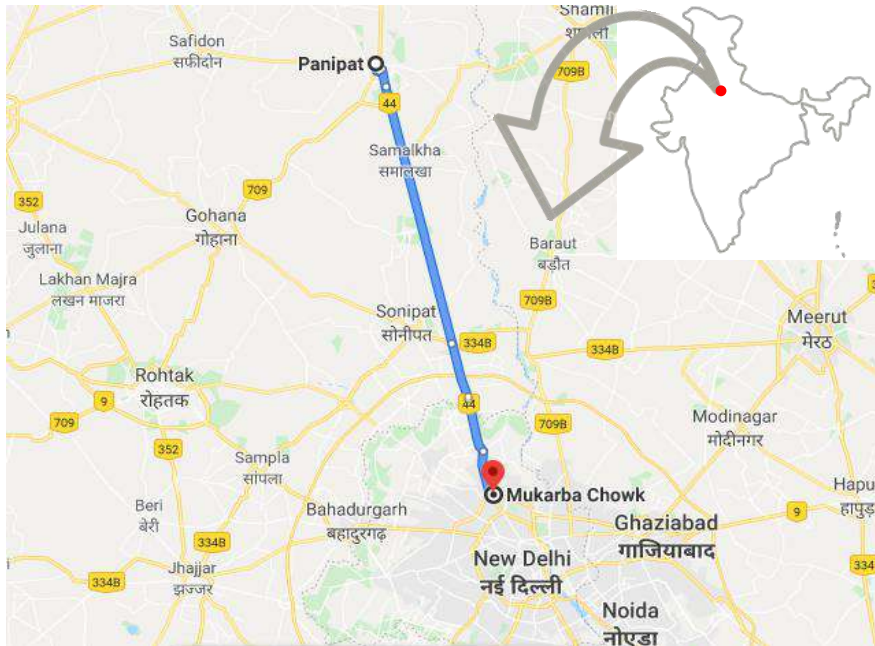 Safidon
सफीदोन
Panipat
Shamli
शामली
709B
44
Samalkha
समालखा
352
709
Gohana
गोहाना
Julana
जुलाना
Baraut
बड़ौत
Lakhan Majra
लखन माजरा
709B
Sonipat
सोनीपत
334B
334B
Meerut
मेरठ
Rohtak
रोहतक
9
44
709
709B
352
Modinagar
मोदीनगर
Sampla
सांपला
Beri
बेरी
Bahadurgarh
बहादुरगढ़
Mukarba Chowk
Hapu
हापुड़
9
Ghaziabad
गाजियाबाद
334B
334B
Jhajjar
झज्जर
New Delhi
नई दिल्ली
Noida
नोएडा